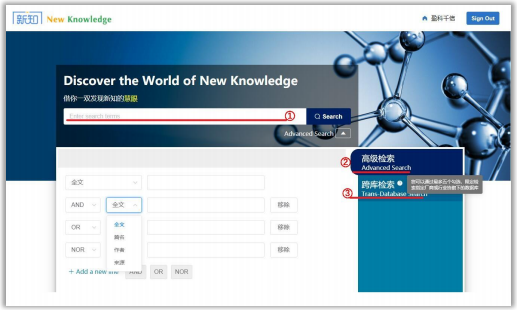 新知 New Knowledge
盈科千信
Sign Out
Discover the World of New Knowledge
借你一双发现新知的慧眼
Enter search terms
①
Search
Advanced Search
②
高级检索
Advanced Search
跨库检索
③
Trans-Database Search
全文
AND
全文
移除
全文
OR
移除
题名
作者
NOR
移除
来源
+ Add a new line
AND
OR
NOR